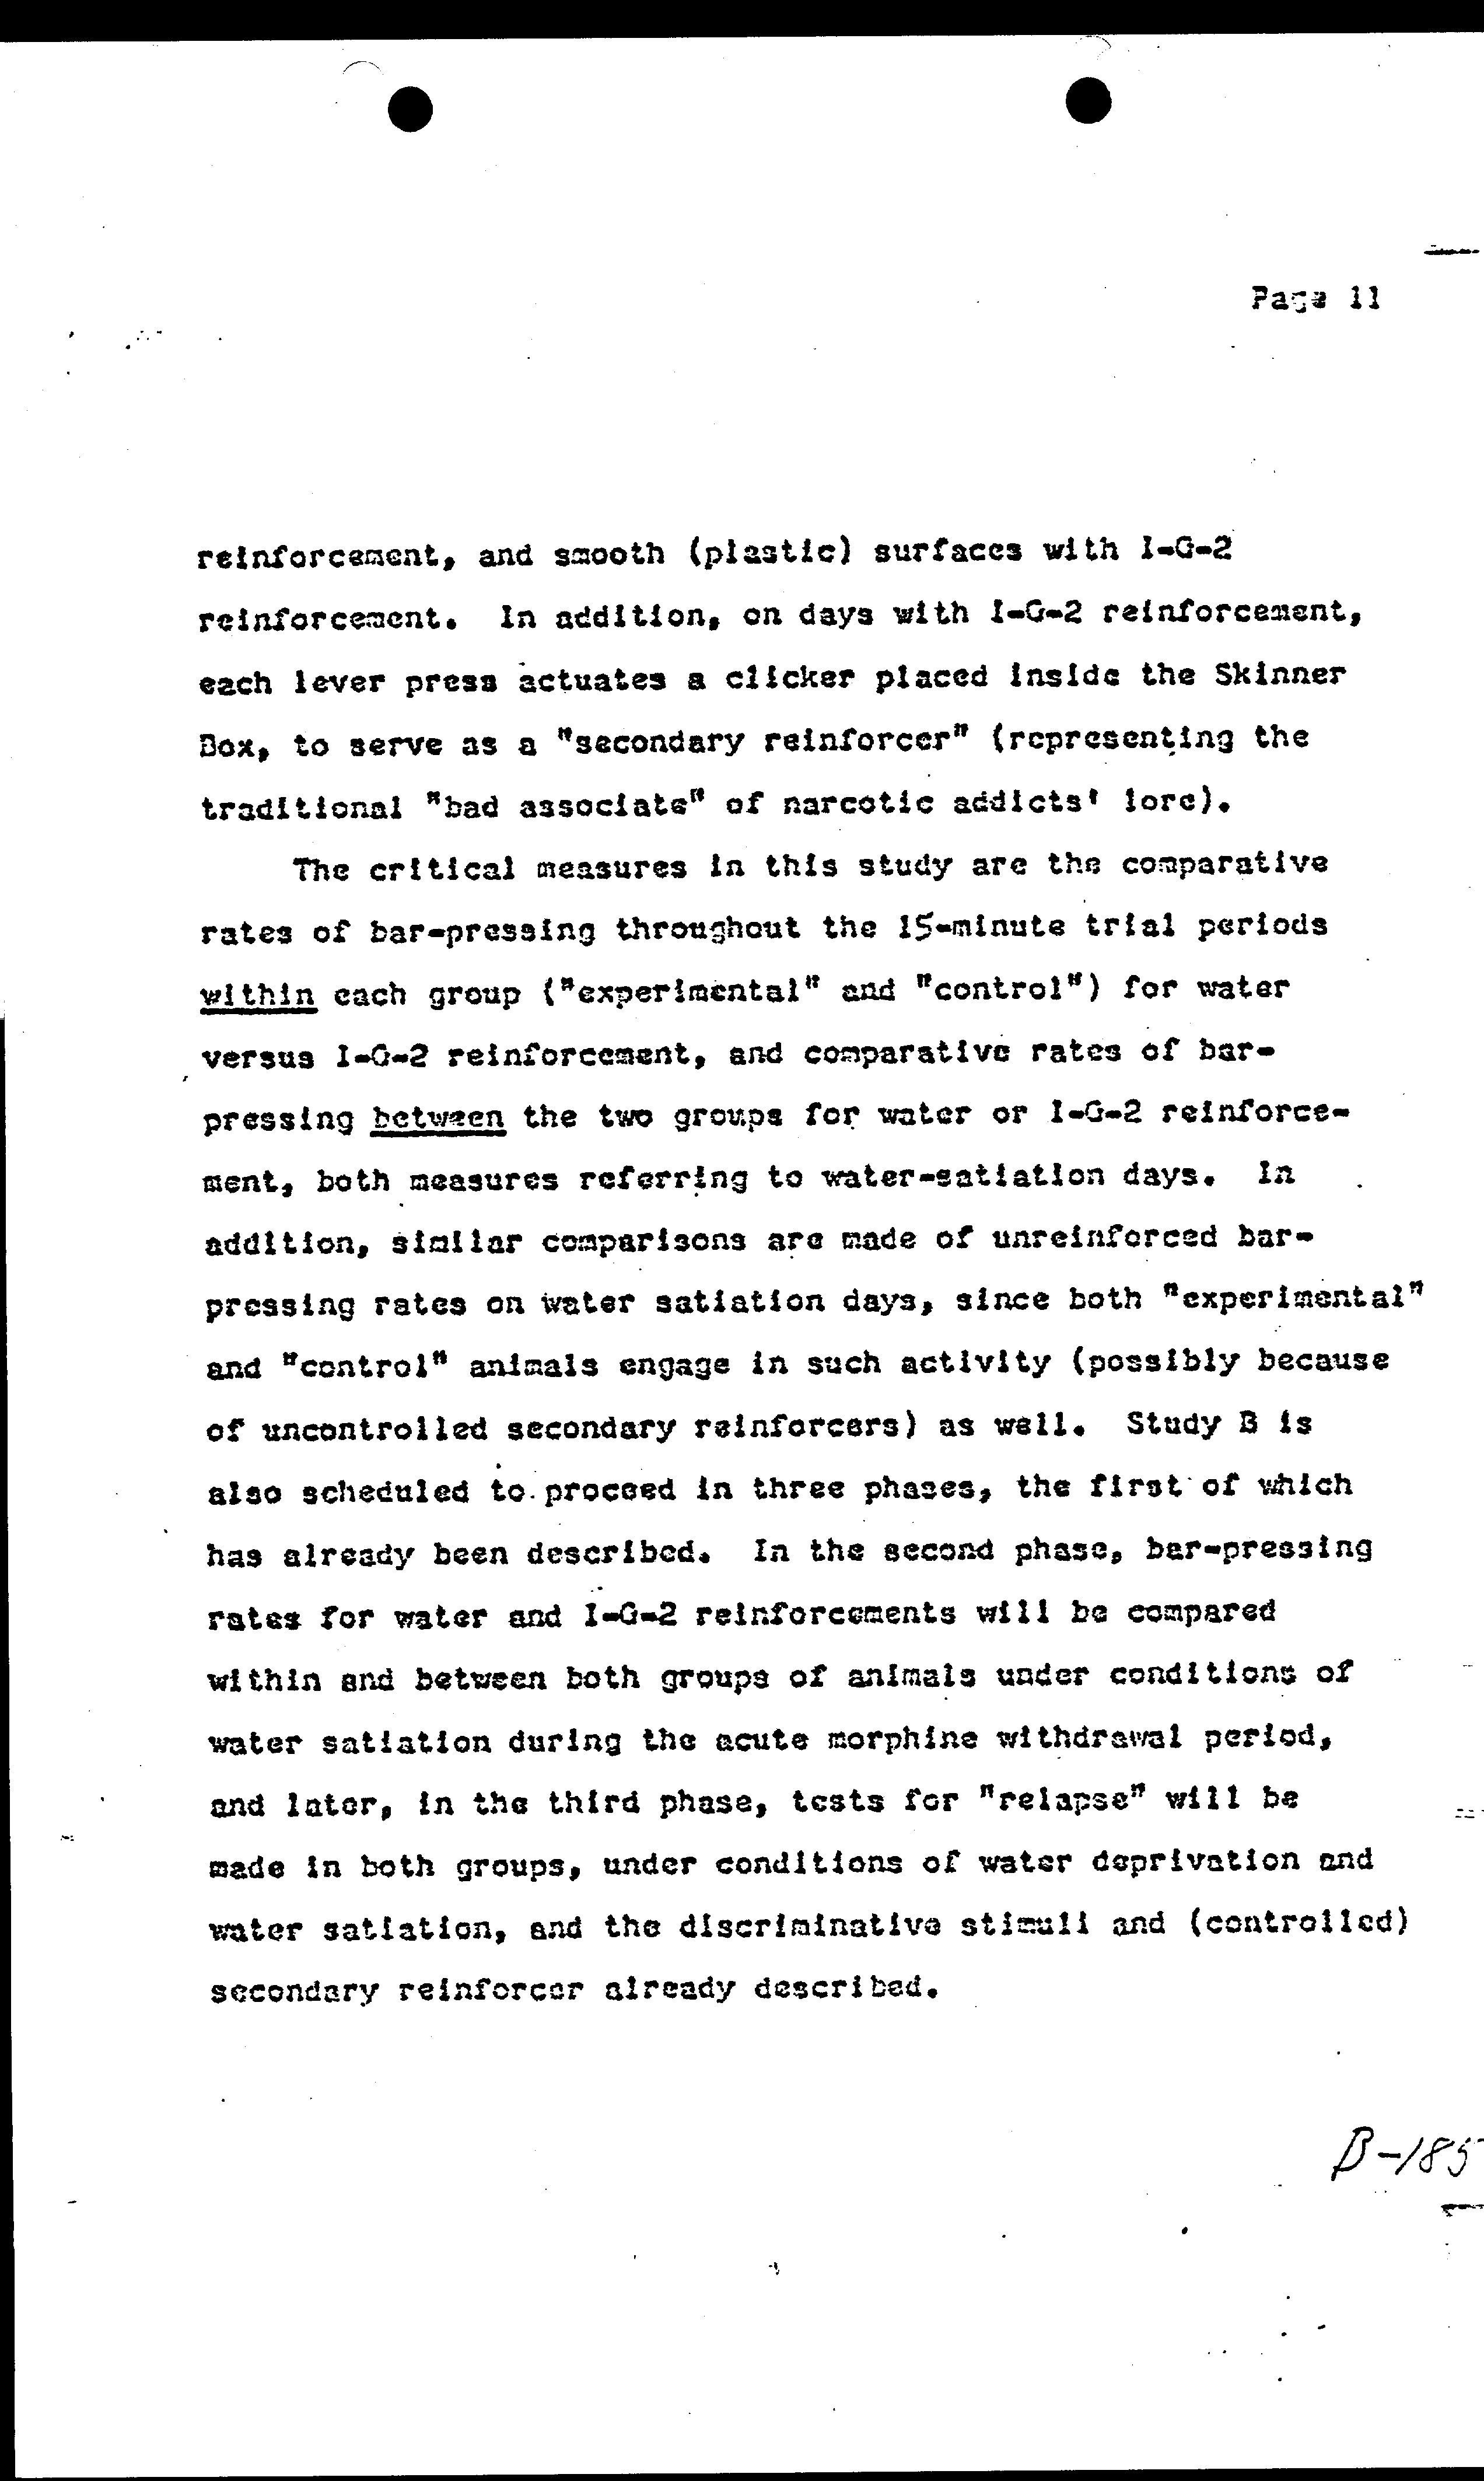 Page 11
reinforcement, and smooth (plastic) surfaces with I-G-2
reinforcement. In addition, on days with I-G-2 reinforcement,
each lever press actuates a clicker placed inside the Skinner
Box, to serve as a "secondary reinforcer" (representing the
traditional "bad associate" of narcotic addicts' lore).
The critical measures in this study are the comparative
rates of bar-pressing throughout the 15-minute trial periods
within each group ("experimental" and "control") for water
versus I-G-2 reinforcement, and comparative rates of bar-
pressing between the two groups for water or I-G-2 reinforce-
ment, both measures referring to water-satiation days. In
addition, similar comparisons are made of unreinforced bar-
pressing rates on water satiation days, since both "experimental"
and "control" animals engage in such activity (possibly because
of uncontrolled secondary reinforcers) as well. Study B is
also scheduled to proceed in three phases, the first of which
has already been described. In the second phase, bar-pressing
rates for water and I-G-2 reinforcements will be compared
within and between both groups of animals under conditions of
water satiation during the acute morphine withdrawal period,
and later, in the third phase, tests for "relapse" will be
made in both groups, under conditions of water deprivation and
water satiation, and the discriminative stimuli and (controlled)
secondary reinforcer already described.
B-185